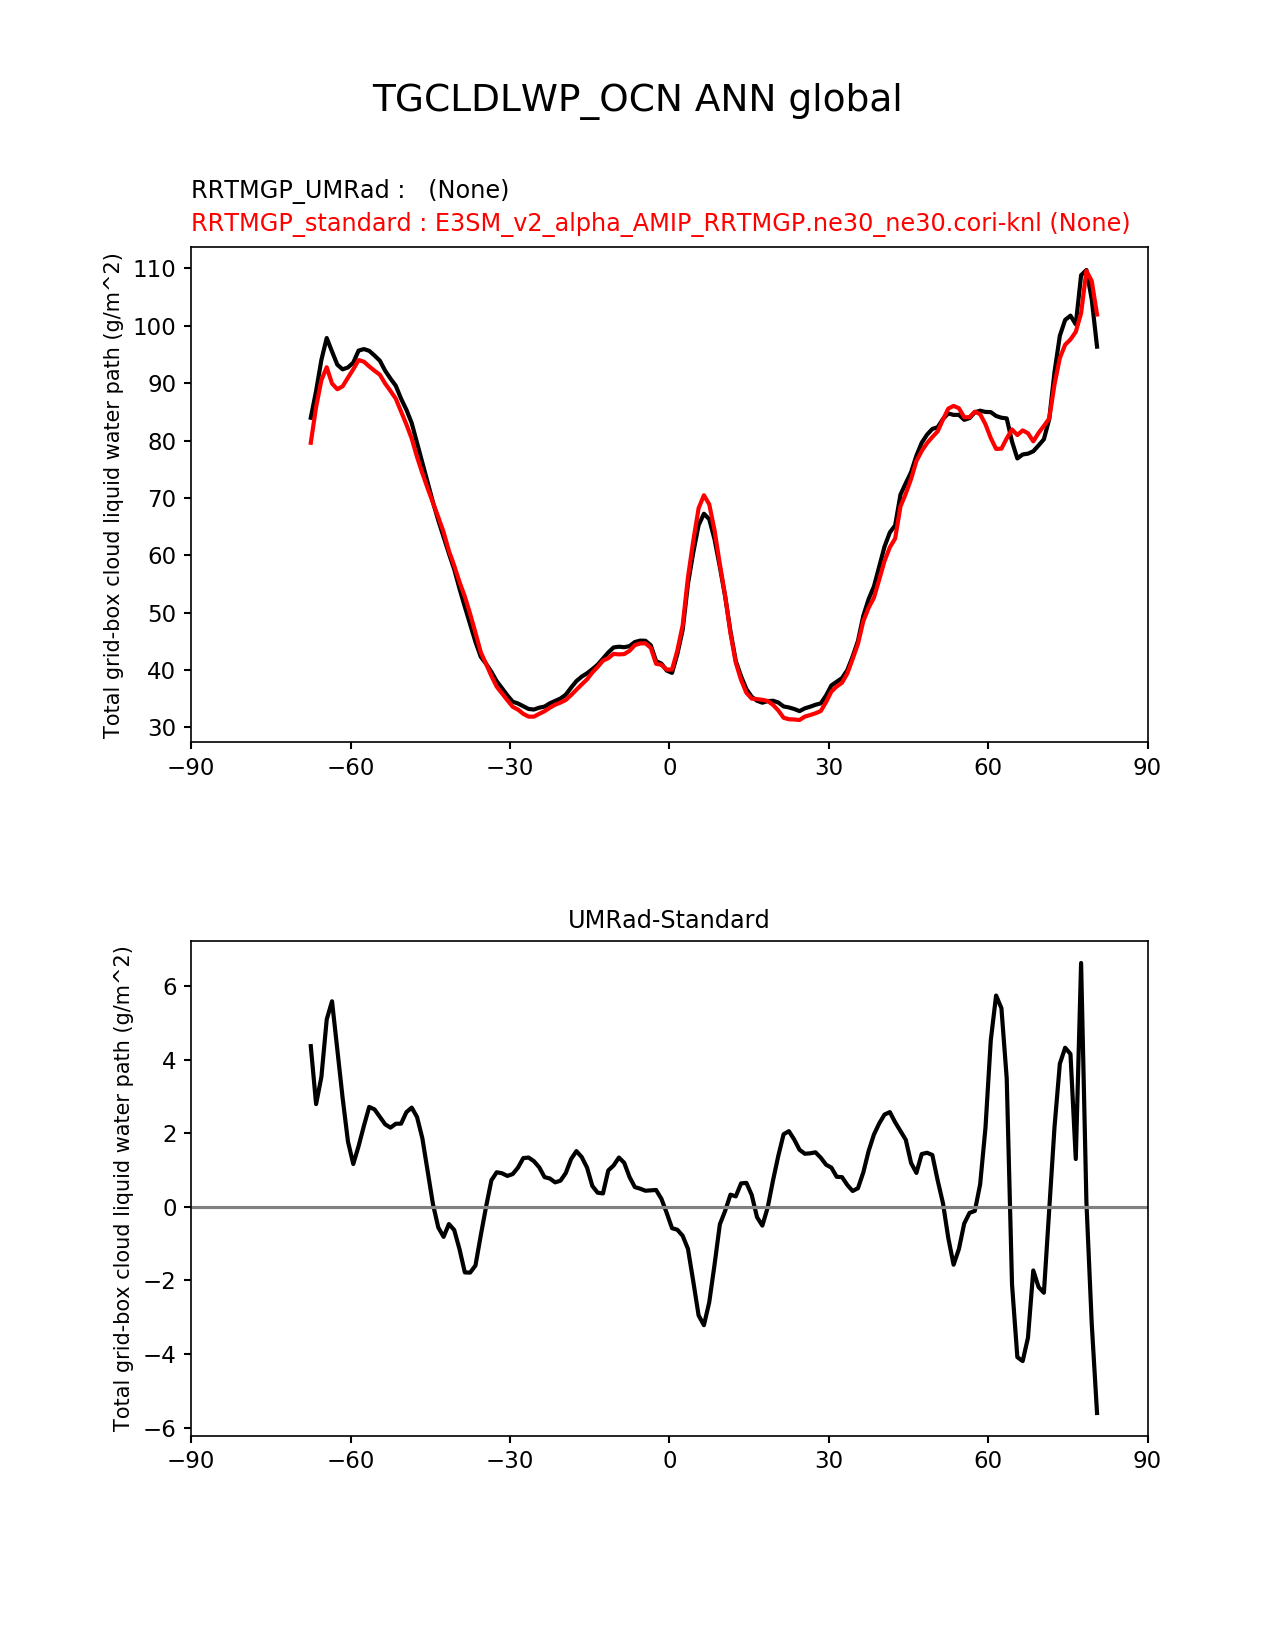 TGCLDLWP_OCN ANN global
RRTMGP_UMRad :   (None)
RRTMGP_standard : E3SM_v2_alpha_AMIP_RRTMGP.ne30_ne30.cori-knl (None)
Total grid-box cloud liquid water path (g/m^2)
110
100
90
80
70
60
50
40
30
−90 −60 −30 0 30 60 90
UMRad-Standard
Total grid-box cloud liquid water path (g/m^2)
6
4
2
0
−2
−4
−6
−90 −60 −30 0 30 60 90